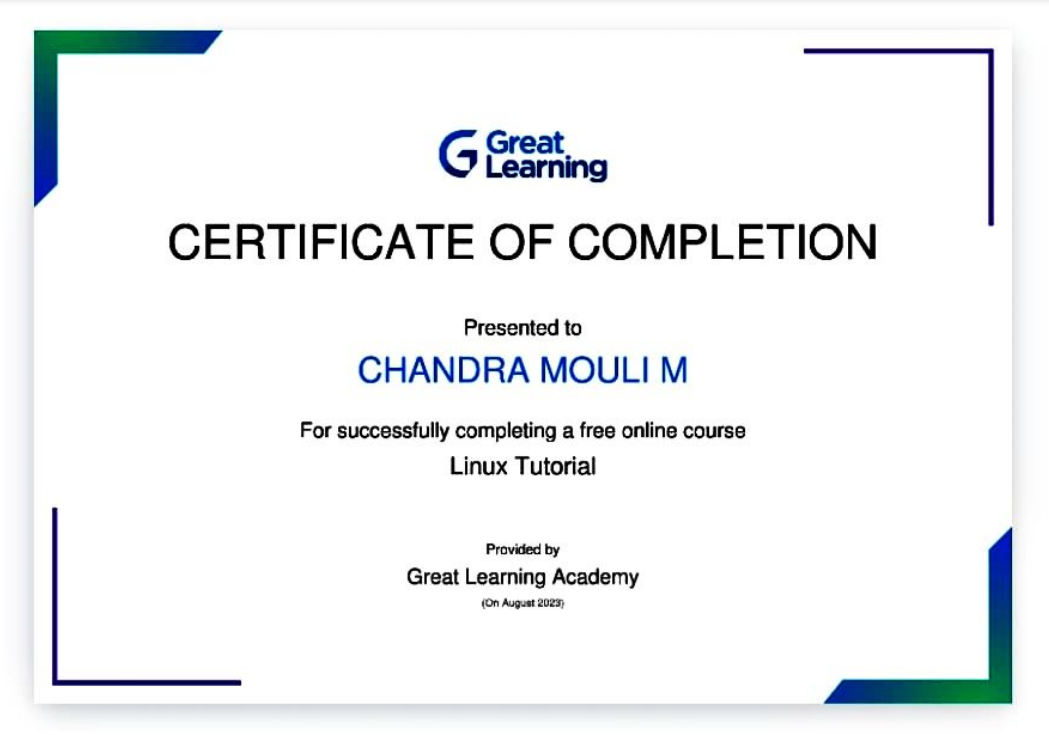 Great
Learning
CERTIFICATE OF COMPLETION
Presented to
CHANDRA MOULI M
For successfully completing a free online course
Linux Tutorial
Provided by
Great Learning Academy
(On August 2023)